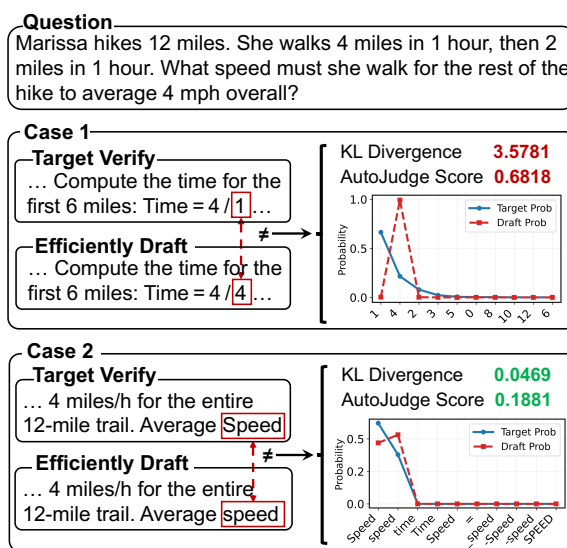 Question
Marissa hikes 12 miles. She walks 4 miles in 1 hour, then 2
miles in 1 hour. What speed must she walk for the rest of the
hike to average 4 mph overall?
Case 1
Target Verify
… Compute the time for the
first 6 miles: Time = 4 / 1 …
≠
Efficiently Draft
… Compute the time for the
first 6 miles: Time = 4 / 4 …
KL Divergence 3.5781
AutoJudge Score 0.6818
Probability
1.0
0.5
0.0
Target Prob
Draft Prob
1 4 2 3 5 0 8 10 12 6
Case 2
Target Verify
… 4 miles/h for the entire
12-mile trail. Average Speed
≠
Efficiently Draft
… 4 miles/h for the entire
12-mile trail. Average speed
KL Divergence 0.0469
AutoJudge Score 0.1881
Probability
0.5
0.2
0.0
Target Prob
Draft Prob
Speed speed time Time Speed = _speed -Speed -speed SPEED